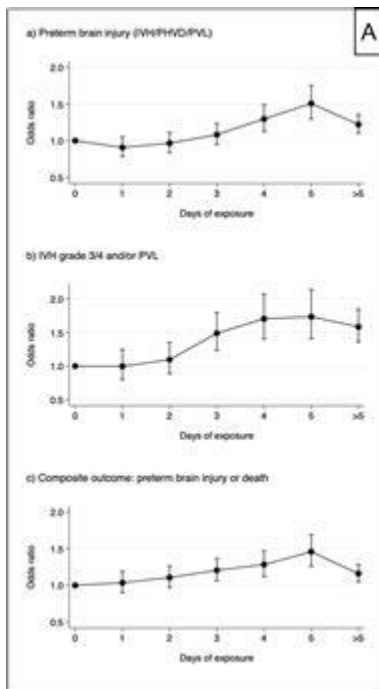 A
a) Preterm brain injury (IVH/PHVD/PVL)
2.0
1.5
1.0
0.5
Odds ratio
0 1 2 3 4 5 >5
Days of exposure
b) IVH grade 3/4 and/or PVL
2.0
1.5
1.0
0.5
Odds ratio
0 1 2 3 4 5 >5
Days of exposure
c) Composite outcome: preterm brain injury or death
2.0
1.5
1.0
0.5
Odds ratio
0 1 2 3 4 5 >5
Days of exposure